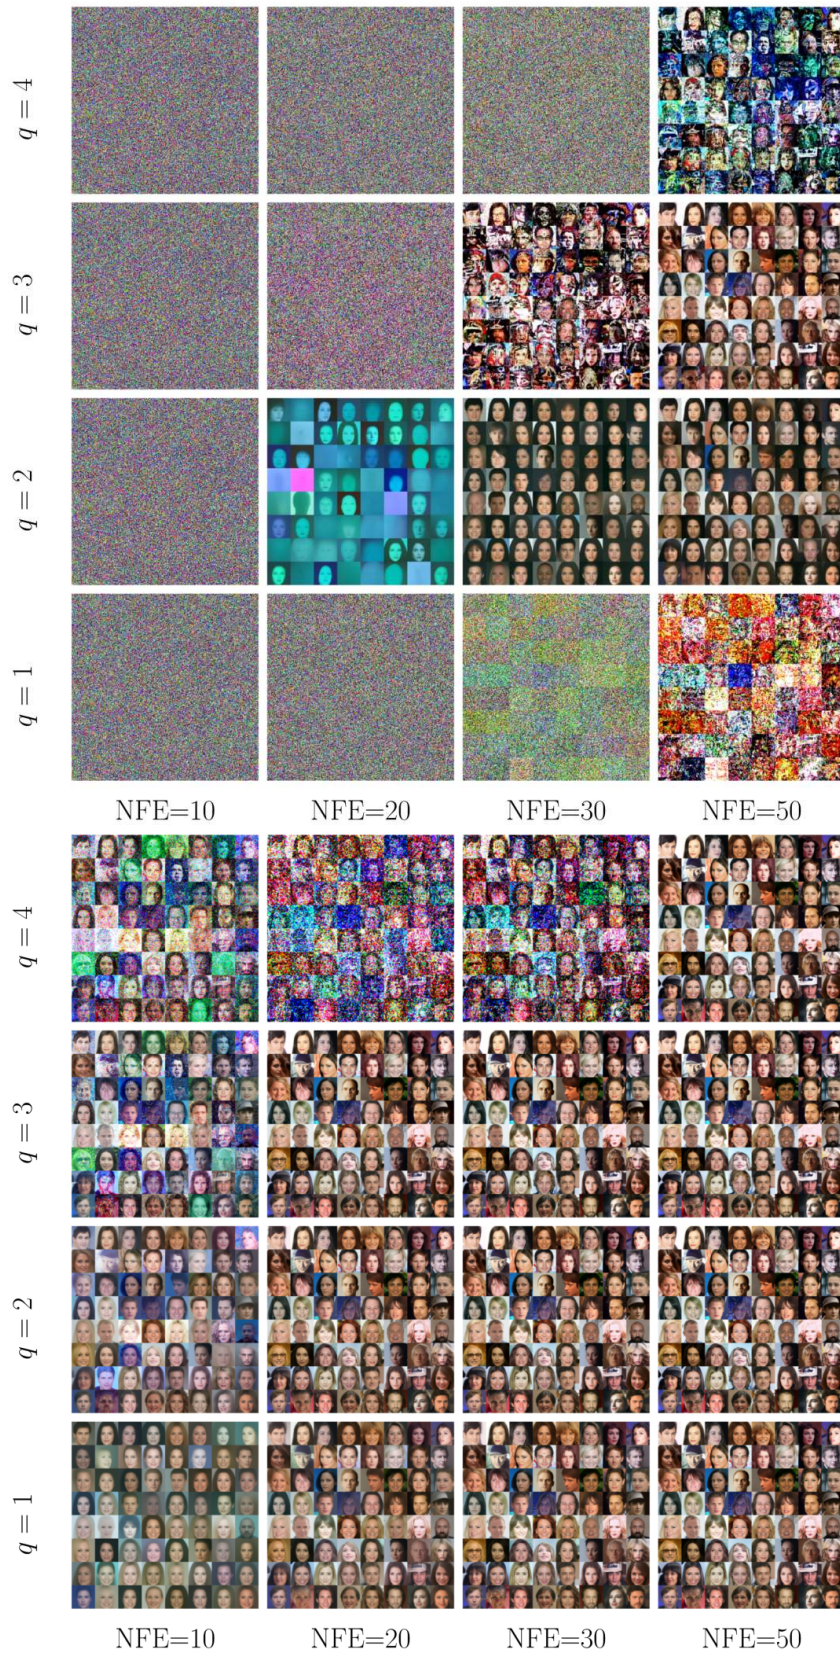 q = 4
q = 3
q = 2
q = 1
NFE=10 NFE=20 NFE=30 NFE=50
q = 4
q = 3
q = 2
q = 1
NFE=10 NFE=20 NFE=30 NFE=50